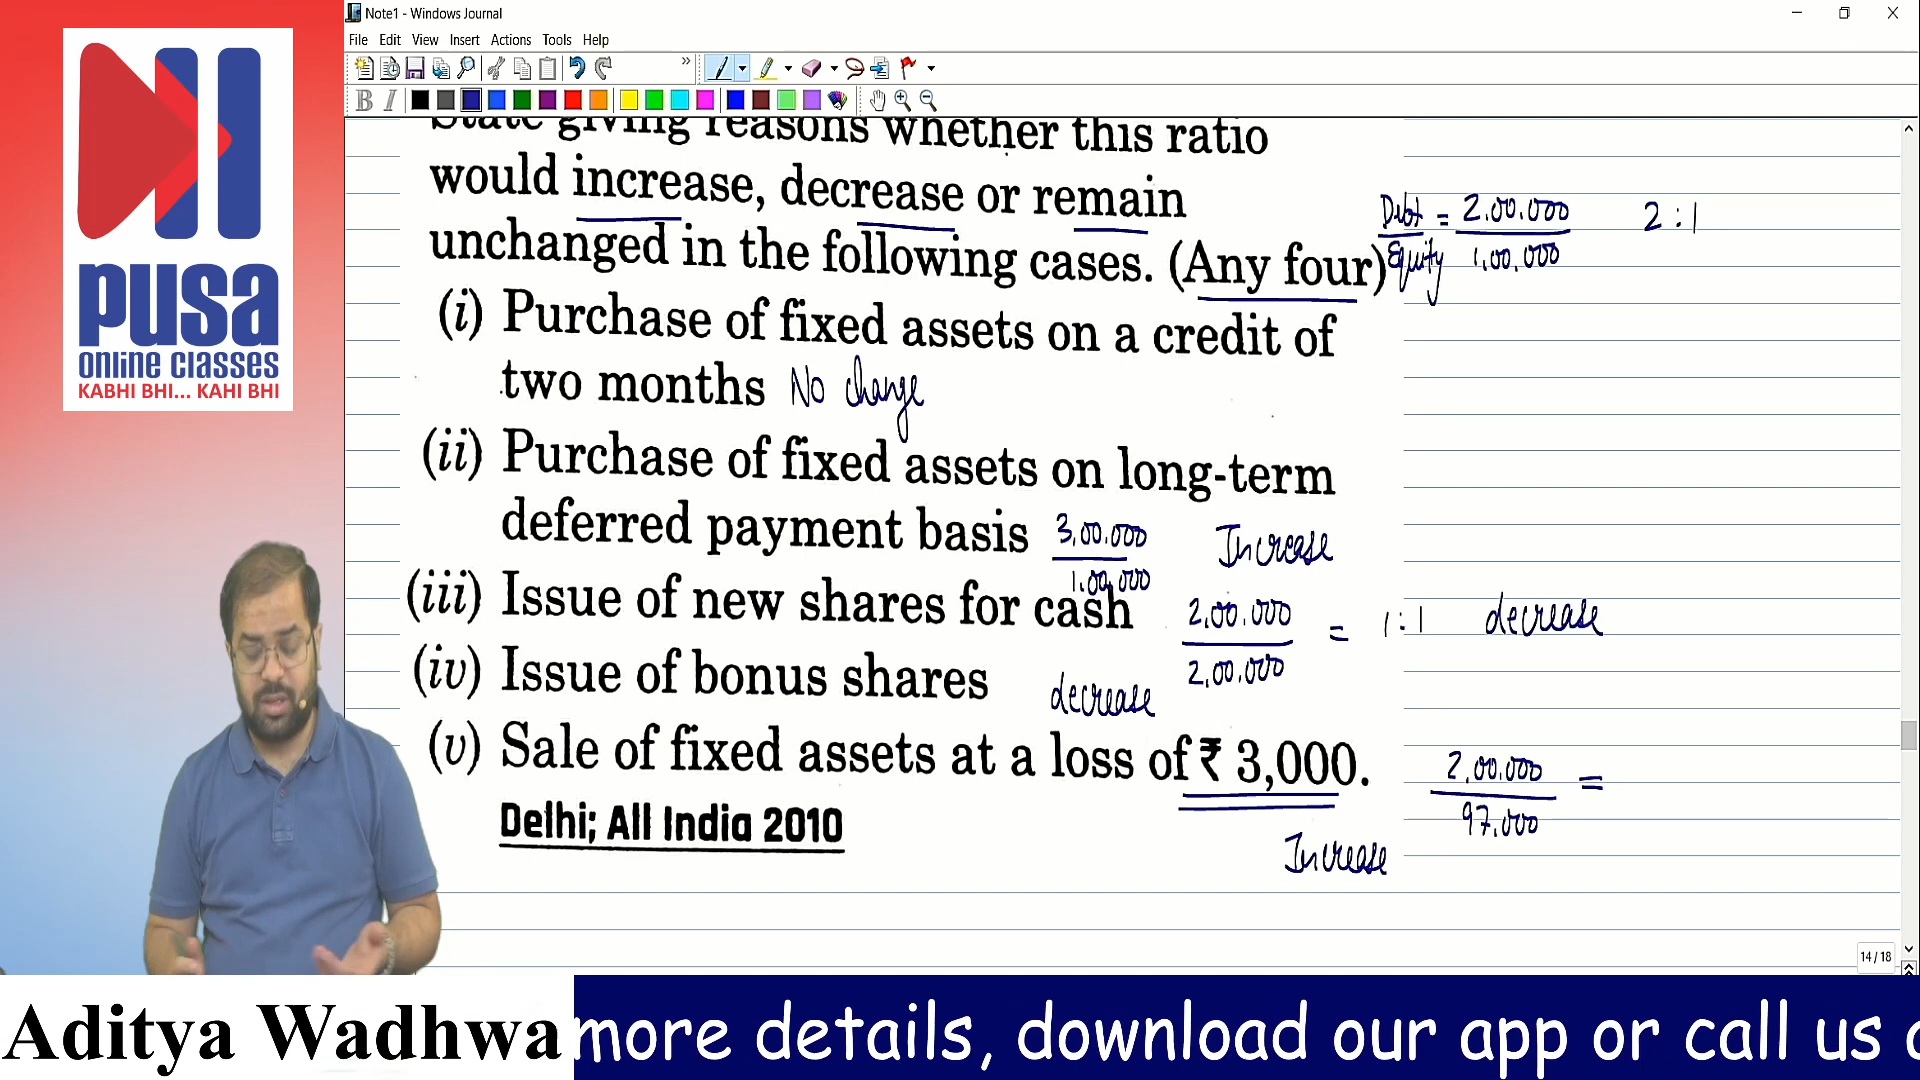 Note1 - Windows Journal
File Edit View Insert Actions Tools Help
B I
State giving reasons whether this ratio
would increase, decrease or remain
unchanged in the following cases. (Any four)
Debt = 2,00,000 2:1
Equity 1,00,000
(i) Purchase of fixed assets on a credit of
two months No change
(ii) Purchase of fixed assets on long-term
deferred payment basis 3,00,000 Increase
1,00,000
(iii) Issue of new shares for cash 2,00,000 = 1:1 decrease
2,00,000
(iv) Issue of bonus shares decrease
(v) Sale of fixed assets at a loss of ₹ 3,000. 2,00,000 =
97,000
Delhi; All India 2010
Increase
14 / 18
pusa
online classes
KABHI BHI... KAHI BHI
Aditya Wadhwa
more details, download our app or call us